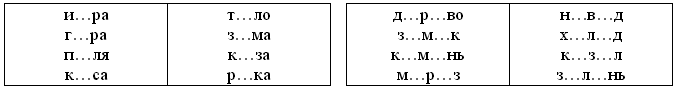 и…ра т…ло д…р…во н…в…д
г…ра з…ма з…м…к х…л…д
п…ля к…за к…м…нь к…з…л
к…са р…ка м…р…з з…л…нь